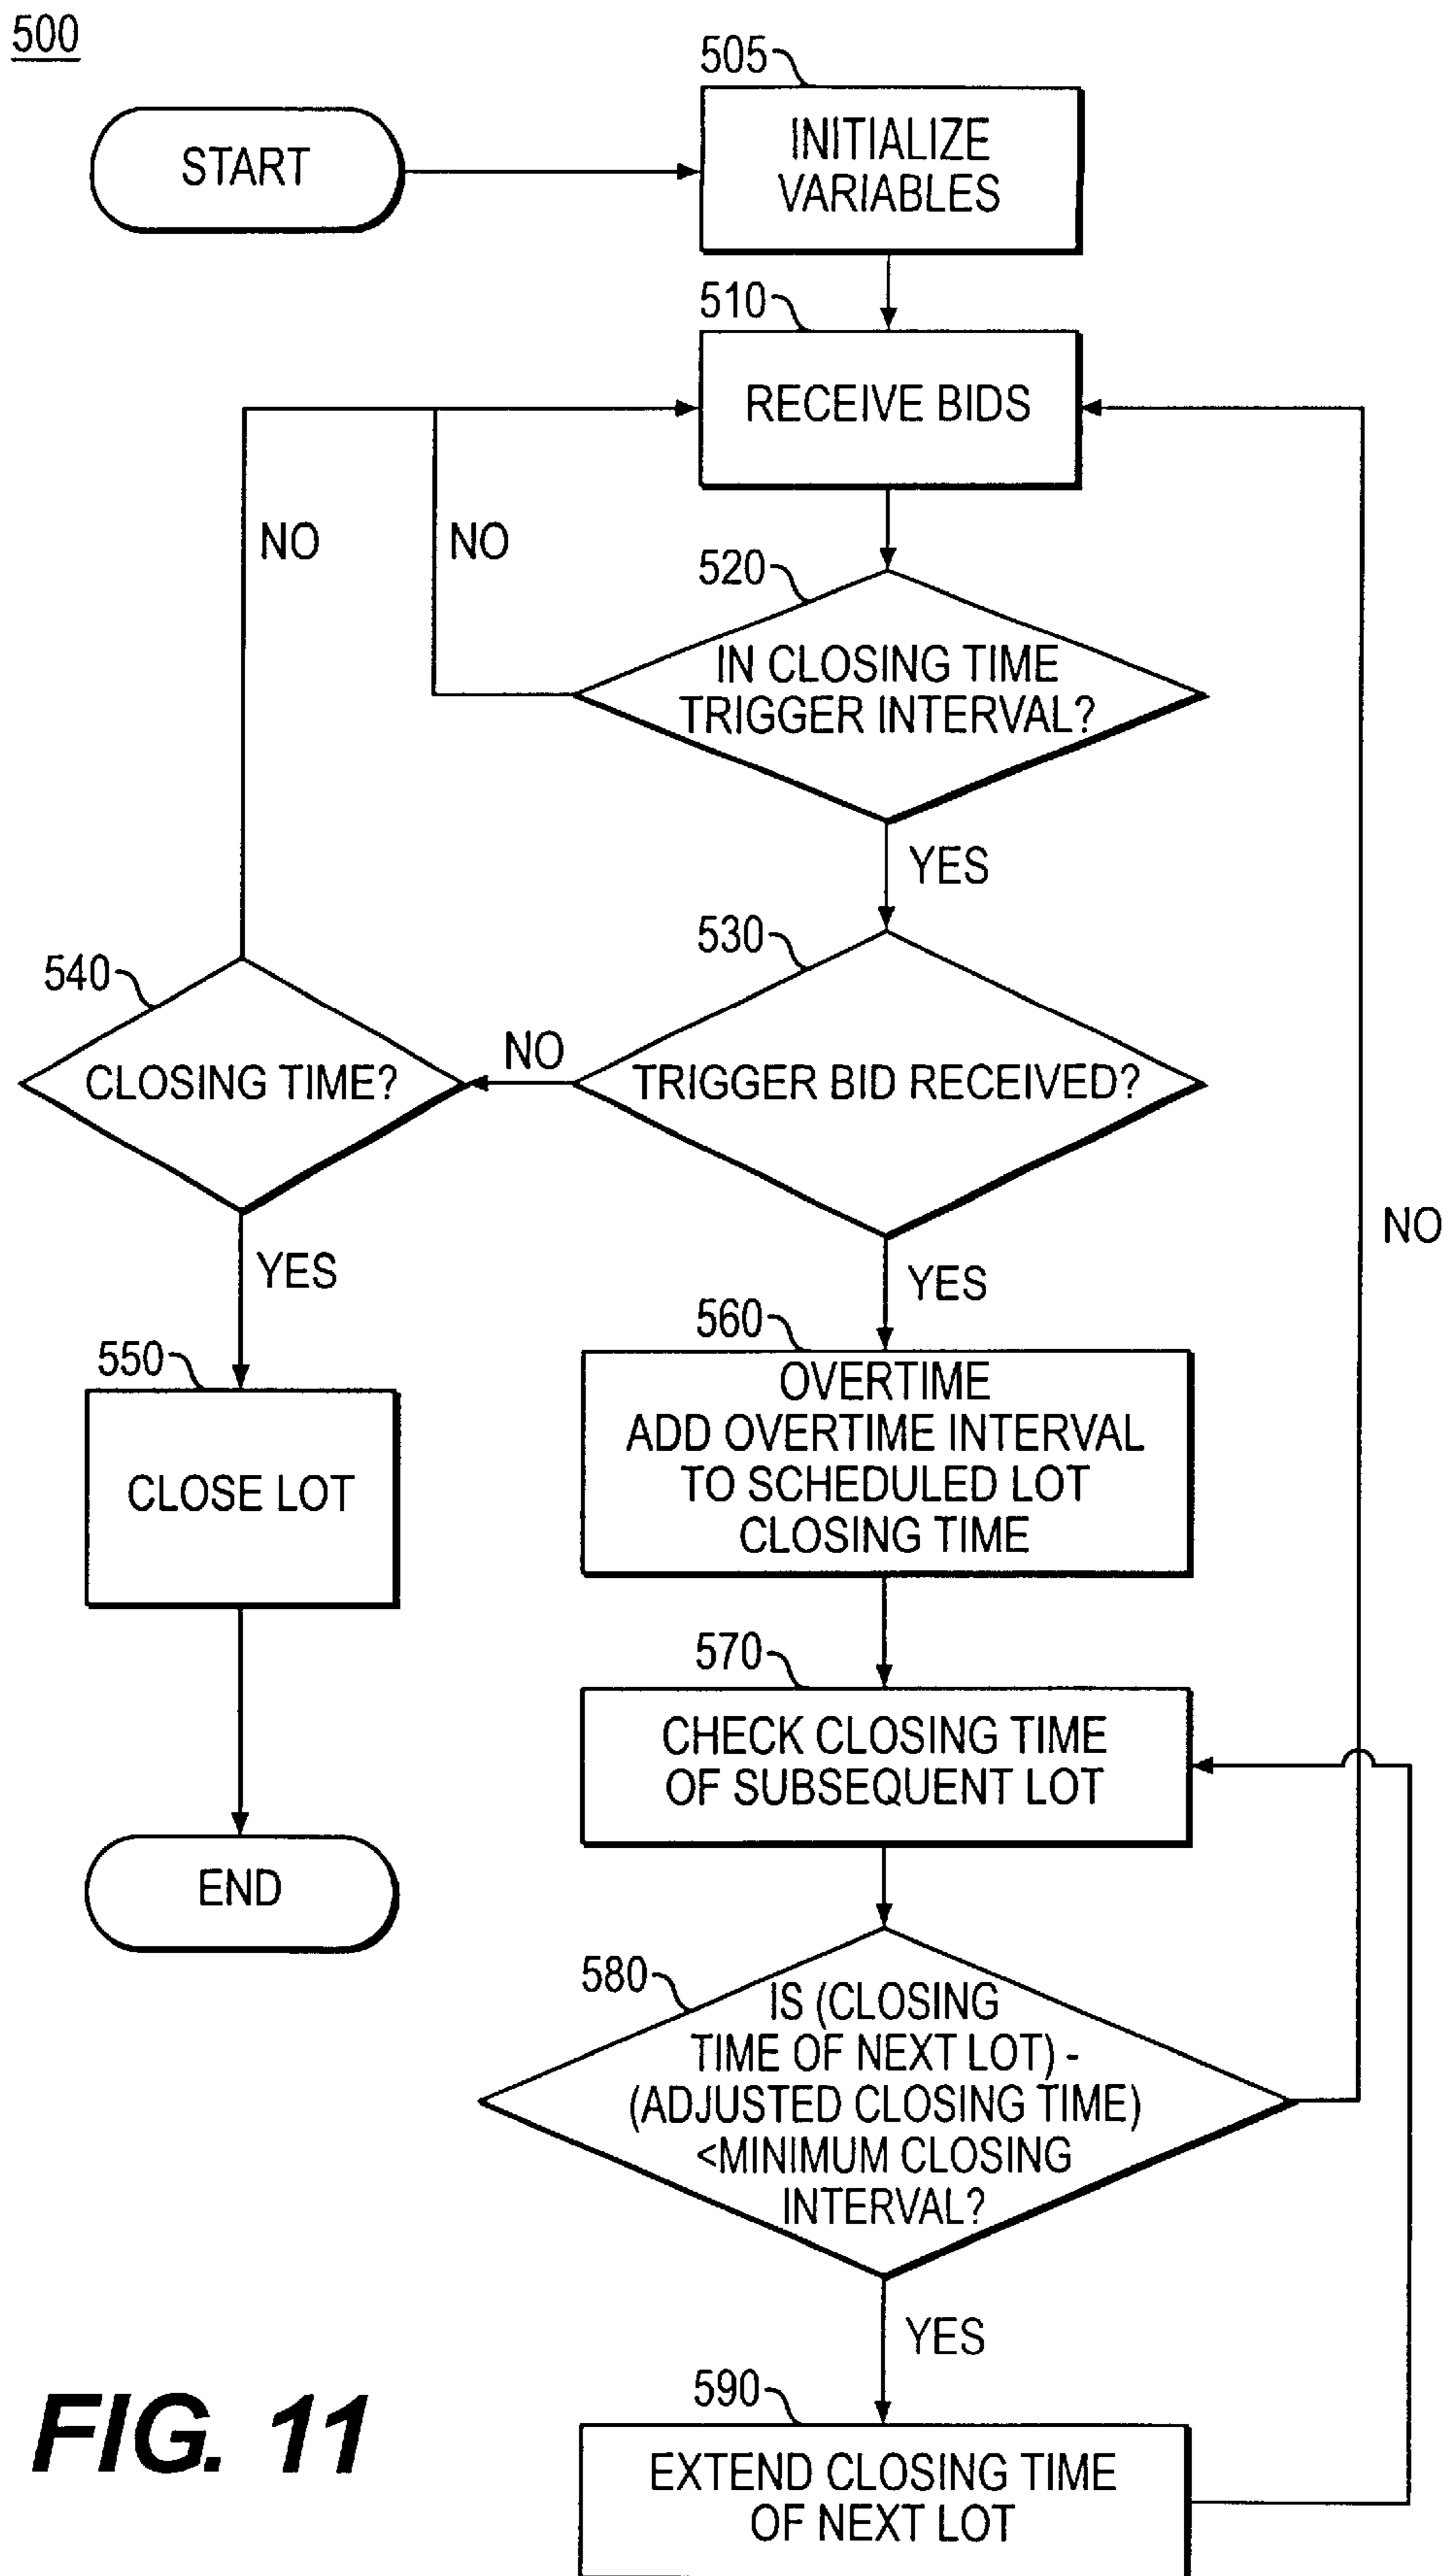 500
505
START
INITIALIZE
VARIABLES
510
RECEIVE BIDS
NO
NO
520
IN CLOSING TIME
TRIGGER INTERVAL?
YES
530
540
TRIGGER BID RECEIVED?
NO
CLOSING TIME?
NO
YES
YES
560
550
OVERTIME
ADD OVERTIME INTERVAL
TO SCHEDULED LOT
CLOSING TIME
CLOSE LOT
570
CHECK CLOSING TIME
OF SUBSEQUENT LOT
END
580
IS (CLOSING
TIME OF NEXT LOT) -
(ADJUSTED CLOSING TIME)
<MINIMUM CLOSING
INTERVAL?
YES
590
EXTEND CLOSING TIME
OF NEXT LOT
FIG. 11